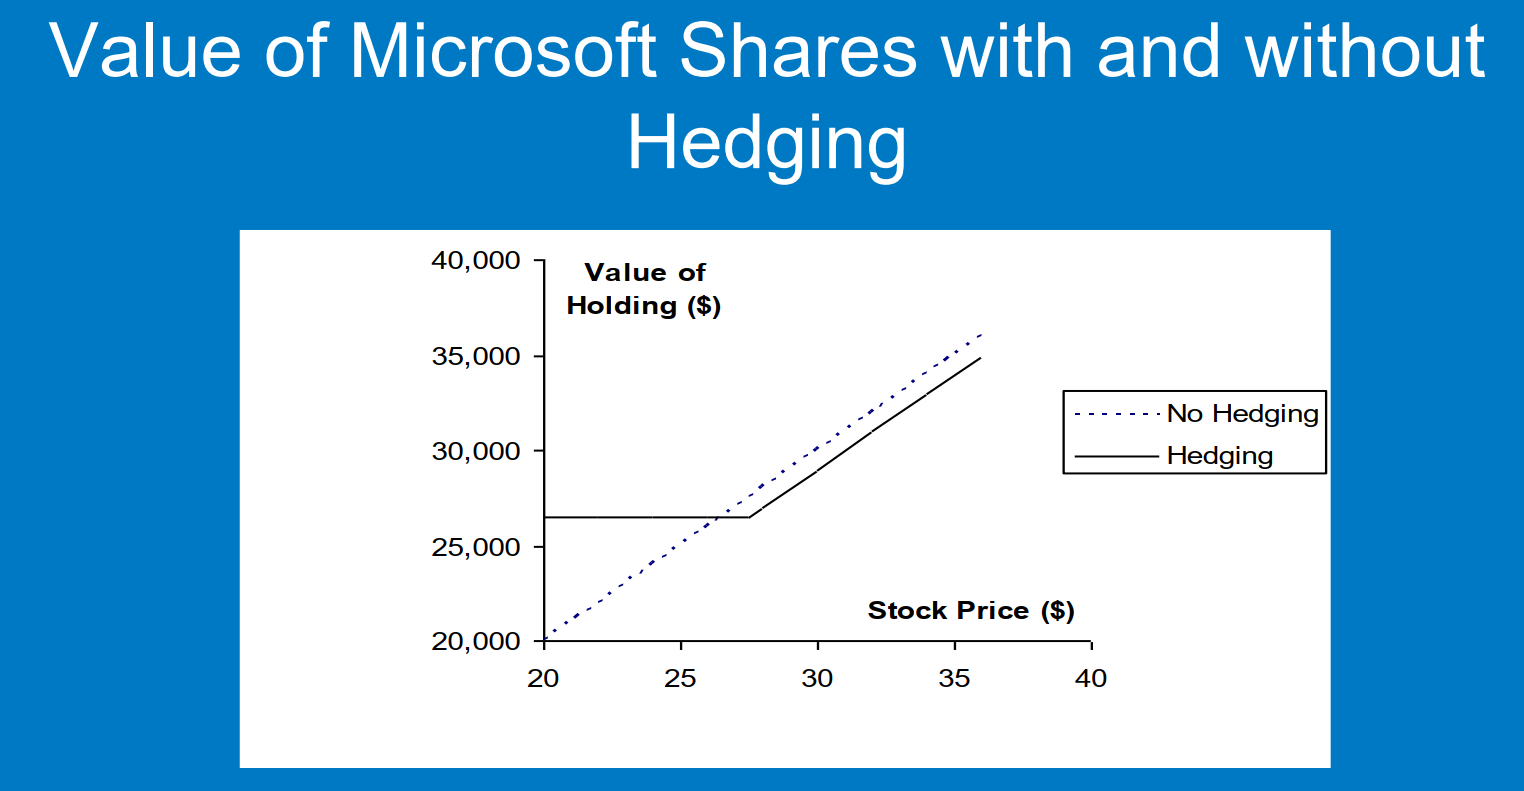 Value of Microsoft Shares with and without
Hedging
40,000
Value of
Holding ($)
35,000
No Hedging
30,000
Hedging
25,000
Stock Price ($)
20,000
20 25 30 35 40